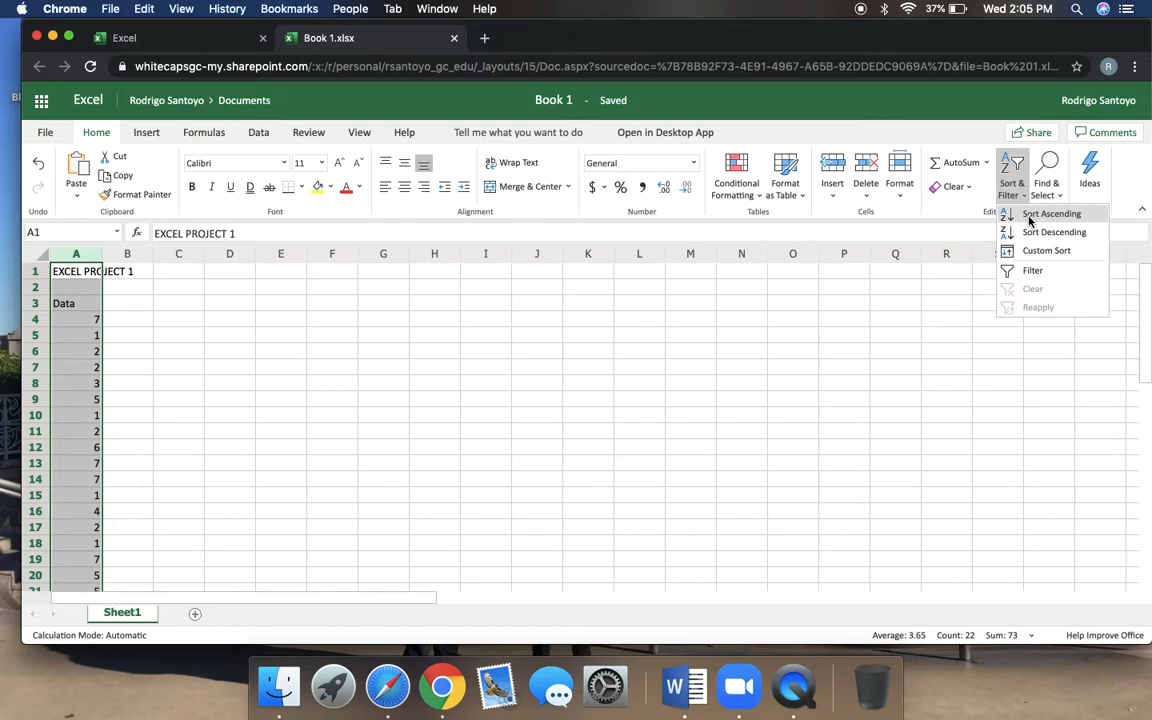 Chrome File Edit View History Bookmarks People Tab Window Help 37% Wed 2:05 PM
Excel Book 1.xlsx
whitecapsgc-my.sharepoint.com/:x:/r/personal/rsantoyo_gc_edu/_layouts/15/Doc.aspx?sourcedoc=%7B78B92F73-4E91-4967-A65B-92DDEDC9069A%7D&file=Book%201.xl... R
Excel Rodrigo Santoyo > Documents Book 1 - Saved Rodrigo Santoyo
File Home Insert Formulas Data Review View Help Tell me what you want to do Open in Desktop App Share Comments
Cut Calibri 11 A A Wrap Text General AutoSum
Paste Copy Conditional Formatting Format as Table Insert Delete Format Sort & Filter Find & Select Ideas
Format Painter B I U D ab A Merge & Center $ % Clear
Undo Clipboard Font Alignment Number Tables Cells
A1 fx EXCEL PROJECT 1
Sort Ascending
Sort Descending
Custom Sort
Filter
Clear
Reapply
A B C D E F G H I J K L M N O P Q R
1 EXCEL PROJECT 1
2
3 Data
4 7
5 1
6 2
7 2
8 3
9 5
10 1
11 2
12 6
13 7
14 7
15 1
16 4
17 2
18 1
19 7
20 5
Sheet1
Calculation Mode: Automatic Average: 3.65 Count: 22 Sum: 73 Help Improve Office
W